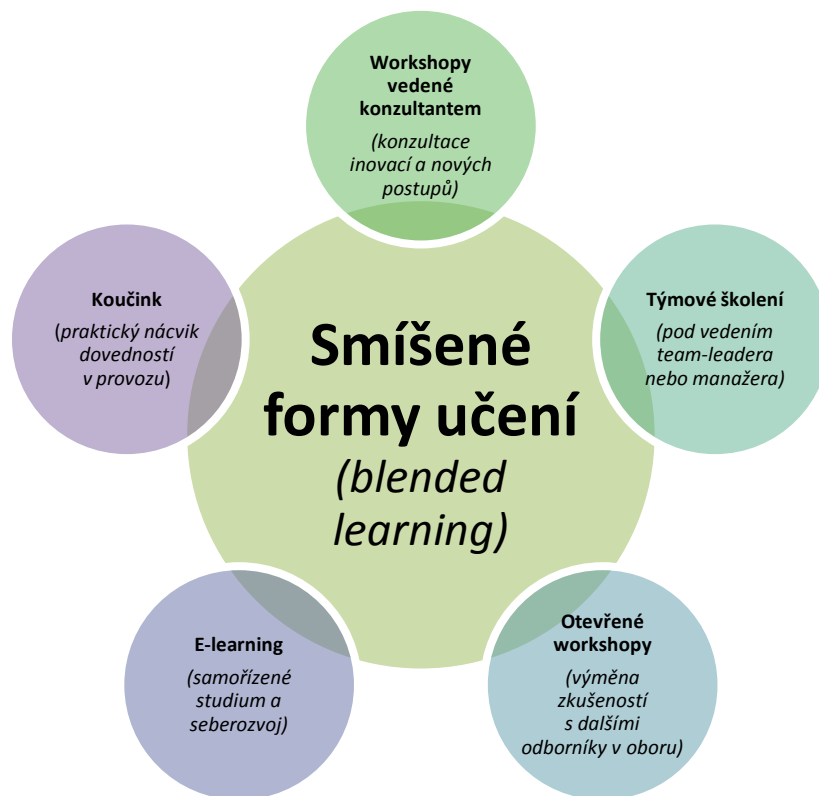 Workshopy
vedené
konzultantem
(konzultace
inovací a nových
postupů)
Koučink
(praktický nácvik
dovedností
v provozu)
Týmové školení
(pod vedením
team-leadera
nebo manažera)
Smíšené
formy učení
(blended
learning)
E-learning
(samořízené
studium a
seberozvoj)
Otevřené
workshopy
(výměna
zkušeností
s dalšími
odborníky v oboru)